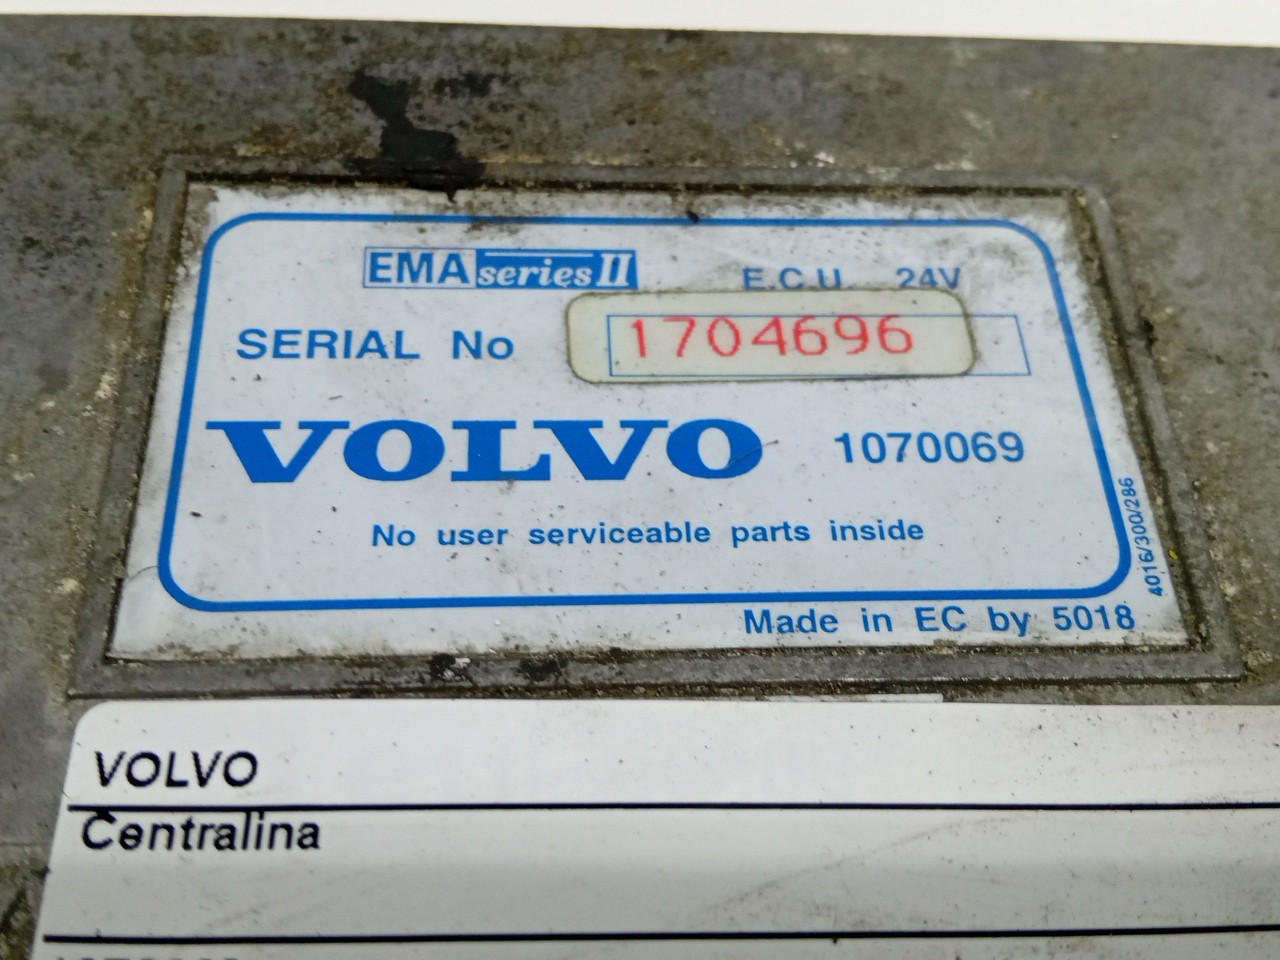 EMA series II E.C.U. 24V
SERIAL No 1704696
VOLVO 1070069
No user serviceable parts inside
4016/300/286
Made in EC by 5018
VOLVO
Centralina